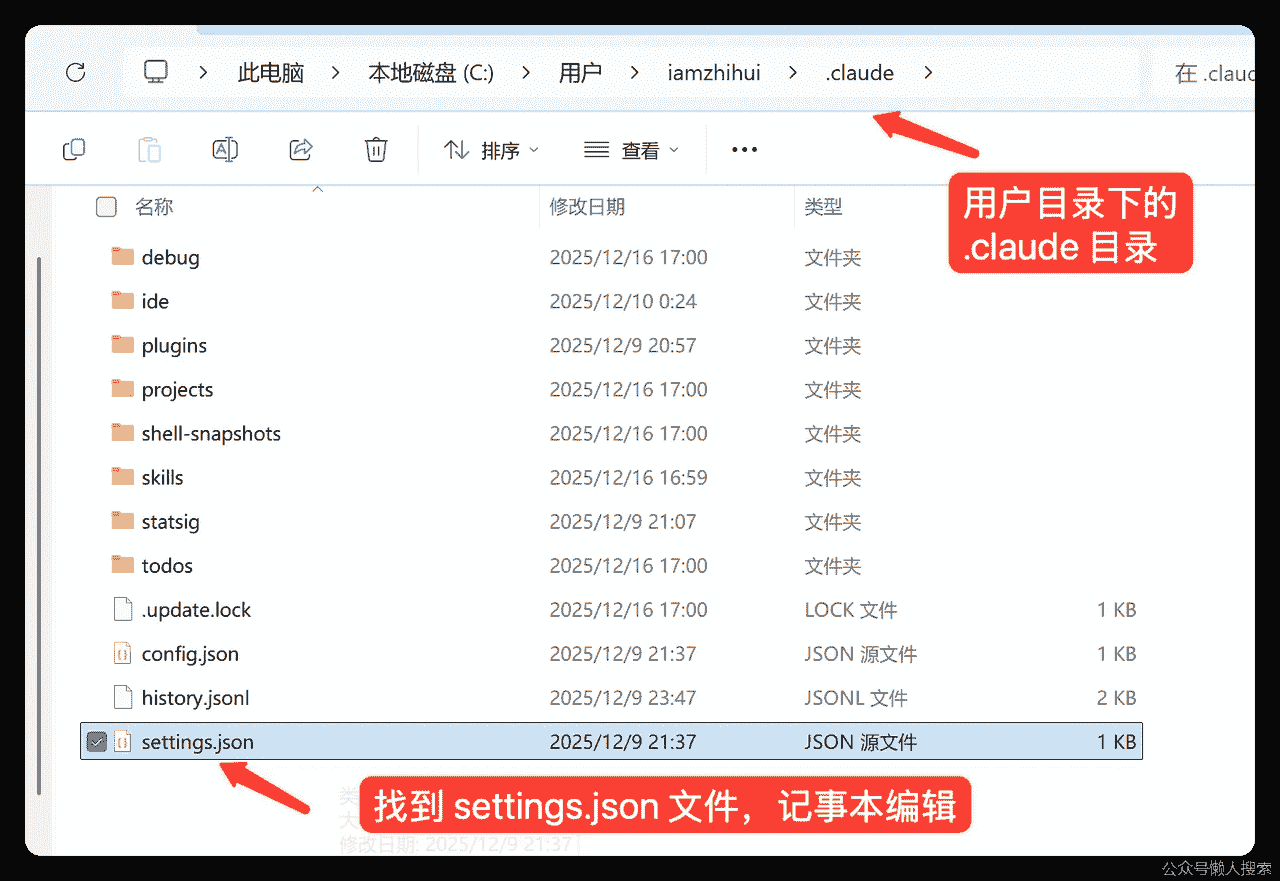 此电脑 > 本地磁盘 (C:) > 用户 > iamzhihui > .claude >
在 .clauc
排序 查看
用户目录下的
.claude 目录
名称 修改日期 类型
debug 2025/12/16 17:00 文件夹
ide 2025/12/10 0:24 文件夹
plugins 2025/12/9 20:57 文件夹
projects 2025/12/16 17:00 文件夹
shell-snapshots 2025/12/16 17:00 文件夹
skills 2025/12/16 16:59 文件夹
statsig 2025/12/9 21:07 文件夹
todos 2025/12/16 17:00 文件夹
.update.lock 2025/12/16 17:00 LOCK 文件 1 KB
config.json 2025/12/9 21:37 JSON 源文件 1 KB
history.jsonl 2025/12/9 23:47 JSONL 文件 2 KB
settings.json 2025/12/9 21:37 JSON 源文件 1 KB
找到 settings.json 文件，记事本编辑
修改日期: 2025/12/9 21:37
公众号懒人搜索